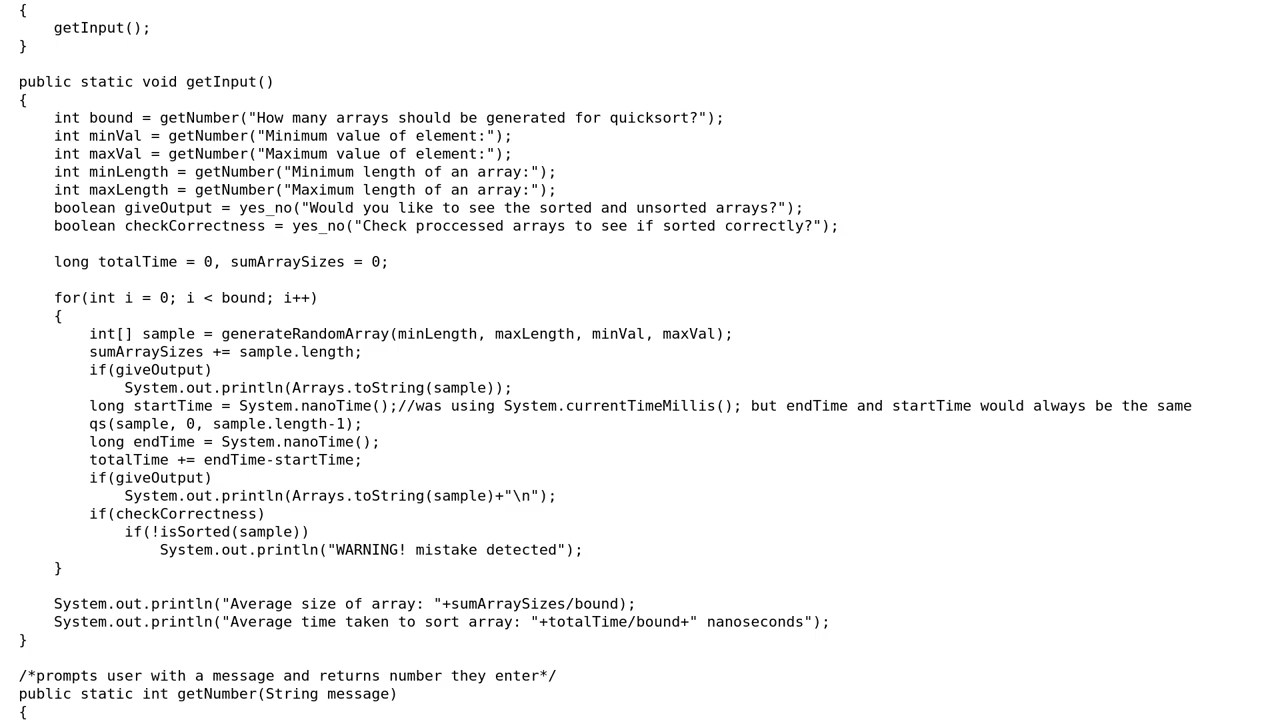 {
    getInput();
}

public static void getInput()
{
    int bound = getNumber("How many arrays should be generated for quicksort?");
    int minVal = getNumber("Minimum value of element:");
    int maxVal = getNumber("Maximum value of element:");
    int minLength = getNumber("Minimum length of an array:");
    int maxLength = getNumber("Maximum length of an array:");
    boolean giveOutput = yes_no("Would you like to see the sorted and unsorted arrays?");
    boolean checkCorrectness = yes_no("Check proccessed arrays to see if sorted correctly?");

    long totalTime = 0, sumArraySizes = 0;

    for(int i = 0; i < bound; i++)
    {
        int[] sample = generateRandomArray(minLength, maxLength, minVal, maxVal);
        sumArraySizes += sample.length;
        if(giveOutput)
            System.out.println(Arrays.toString(sample));
        long startTime = System.nanoTime();//was using System.currentTimeMillis(); but endTime and startTime would always be the same
        qs(sample, 0, sample.length-1);
        long endTime = System.nanoTime();
        totalTime += endTime-startTime;
        if(giveOutput)
            System.out.println(Arrays.toString(sample)+"\n");
        if(checkCorrectness)
            if(!isSorted(sample))
                System.out.println("WARNING! mistake detected");
    }

    System.out.println("Average size of array: "+sumArraySizes/bound);
    System.out.println("Average time taken to sort array: "+totalTime/bound+" nanoseconds");
}

/*prompts user with a message and returns number they enter*/
public static int getNumber(String message)
{